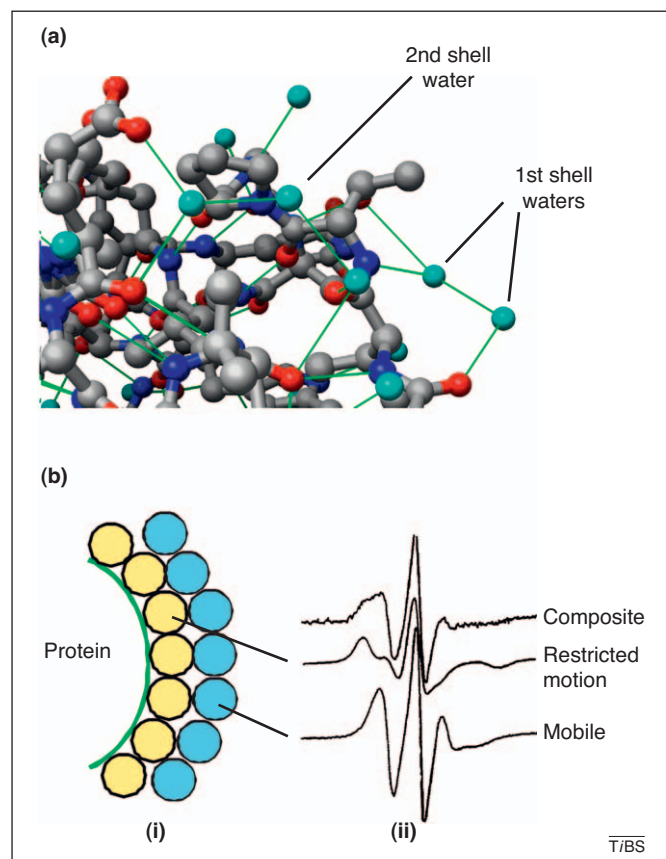 (a)
2nd shell
water
1st shell
waters
(b)
Protein
Composite
Restricted
motion
Mobile
(i)
(ii)
TiBS